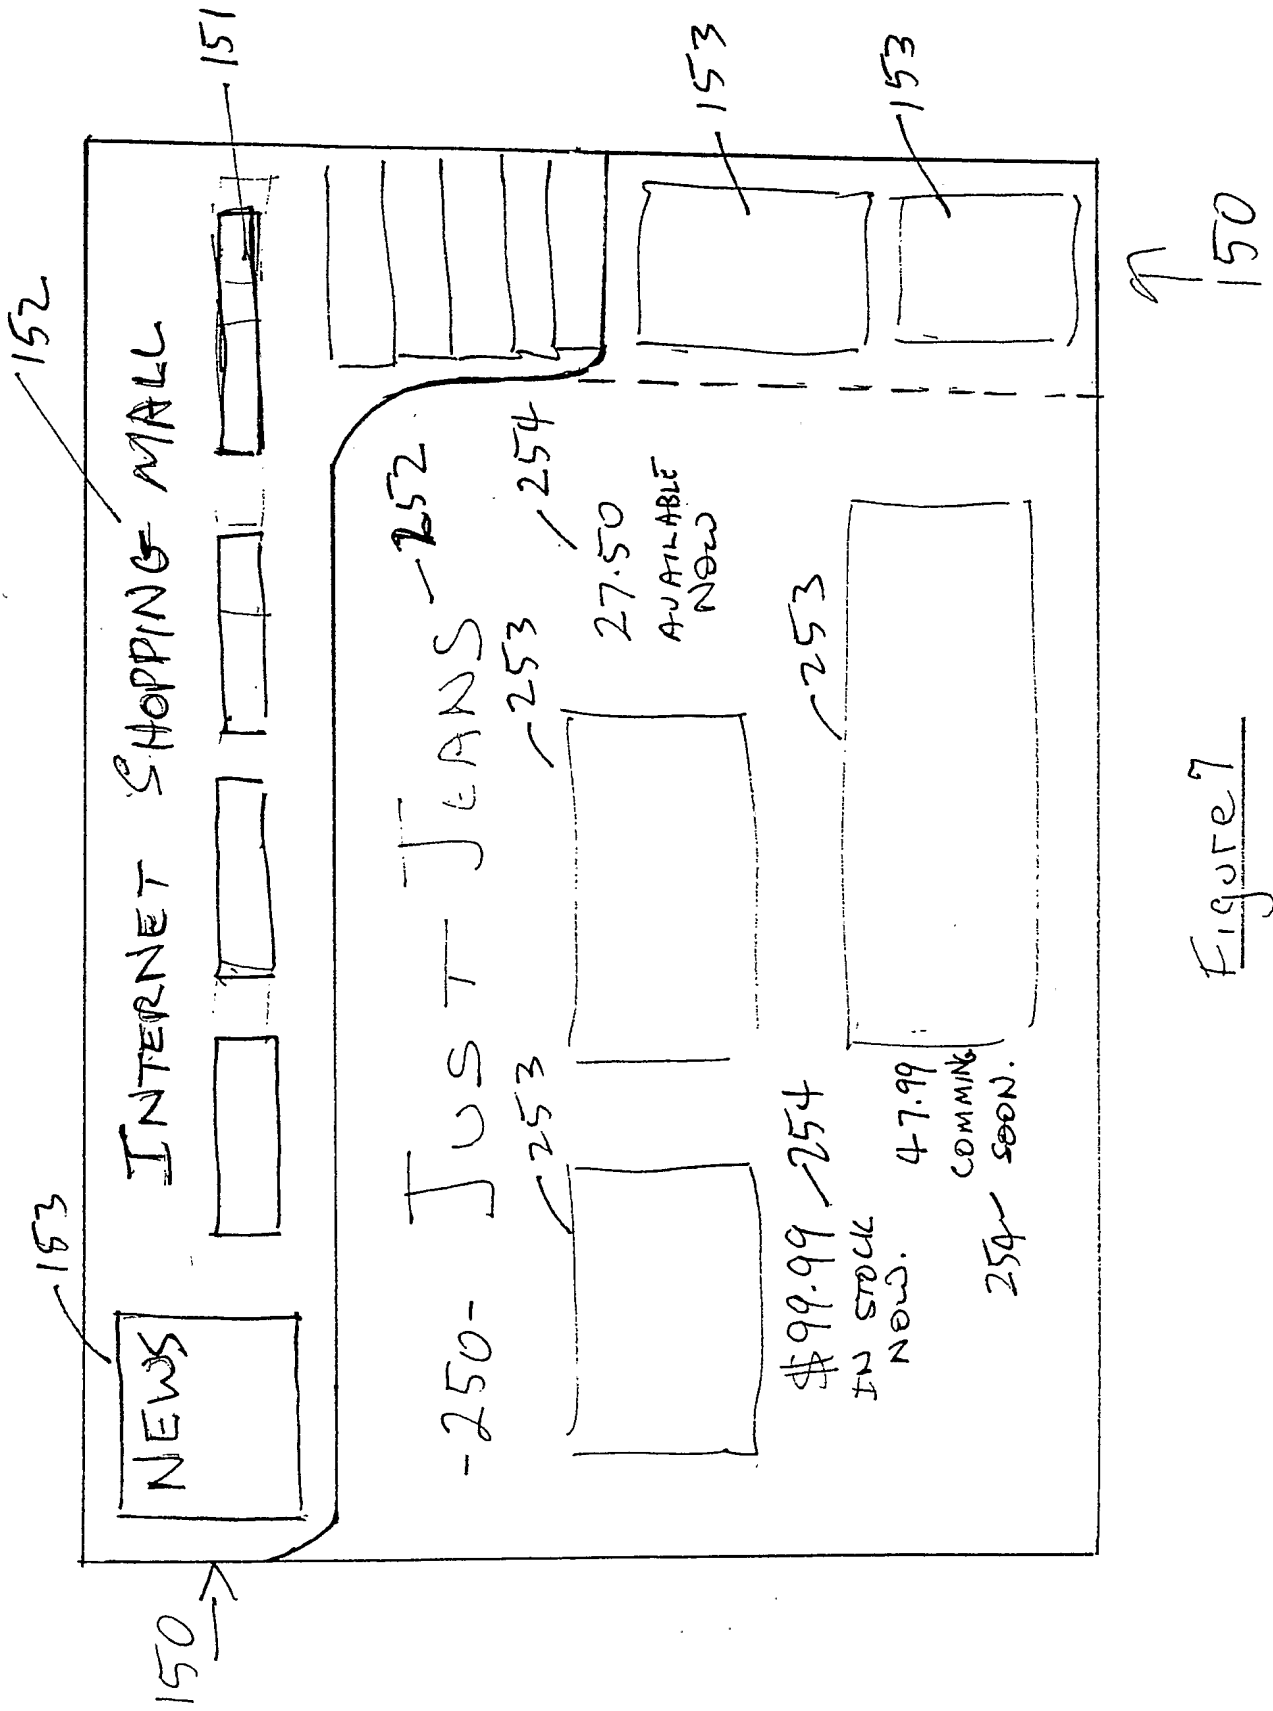 152
151
153
INTERNET SHOPPING MALL
NEWS
150
-250- JUST JEANS 252
253
253
254
27.50
AVAILABLE
NOW
$99.99 254
IN STOCK
NOW.
253
47.99
COMMING
SOON.
254
153
153
150
Figure 7